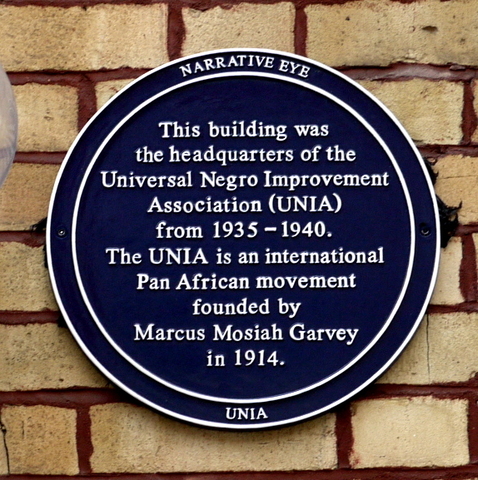 NARRATIVE EYE
This building was
the headquarters of the
Universal Negro Improvement
Association (UNIA)
from 1935 – 1940.
The UNIA is an international
Pan African movement
founded by
Marcus Mosiah Garvey
in 1914.
UNIA